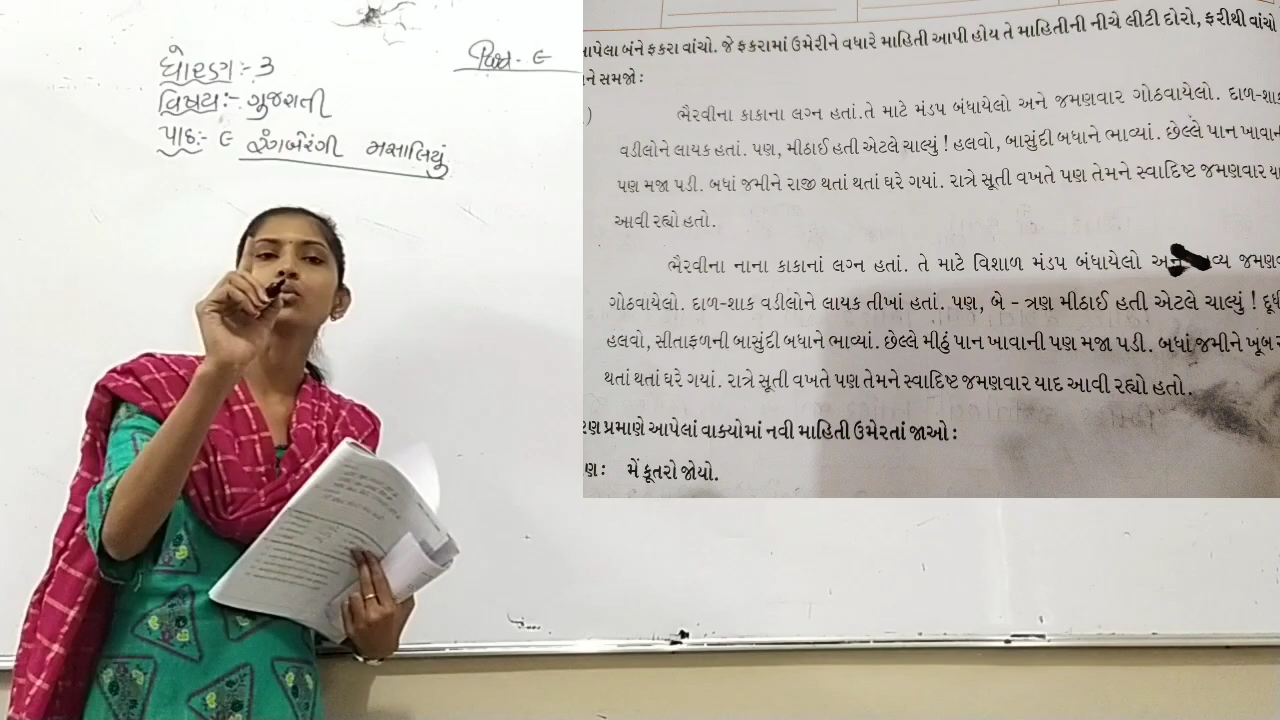 ધોરણ :- 3
વિષય :- ગુજરાતી
પાઠ :- ૯ રંગબેરંગી મસાલિયું
આપેલા બંને ફકરા વાંચો. જે ફકરામાં ઉમેરીને વધારે માહિતી આપી હોય તે માહિતીની નીચે લીટી દોરો, ફરીથી વાંચો
અને સમજો :
ભૈરવીના કાકાના લગ્ન હતાં. તે માટે મંડપ બંધાયેલો અને જમણવાર ગોઠવાયેલો. દાળ-શાક
વડીલોને લાયક હતાં. પણ, મીઠાઈ હતી એટલે ચાલ્યું ! હલવો, બાસુંદી બધાને ભાવ્યાં. છેલ્લે પાન ખાવાની
પણ મજા પડી. બધાં જમીને રાજી થતાં થતાં ઘરે ગયાં. રાત્રે સૂતી વખતે પણ તેમને સ્વાદિષ્ટ જમણવાર યાદ
આવી રહ્યો હતો.
ભૈરવીના નાના કાકાનાં લગ્ન હતાં. તે માટે વિશાળ મંડપ બંધાયેલો અને જમણવ
ગોઠવાયેલો. દાળ-શાક વડીલોને લાયક તીખાં હતાં. પણ, બે - ત્રણ મીઠાઈ હતી એટલે ચાલ્યું !
હલવો, સીતાફળની બાસુંદી બધાને ભાવ્યાં. છેલ્લે મીઠું પાન ખાવાની પણ મજા પડી. બધાં જમીને ખૂબ
થતાં થતાં ઘરે ગયાં. રાત્રે સૂતી વખતે પણ તેમને સ્વાદિષ્ટ જમણવાર યાદ આવી રહ્યો હતો.
રણ પ્રમાણે આપેલાં વાક્યોમાં નવી માહિતી ઉમેરતાં જાઓ :
ણ : મેં કૂતરો જોયો.